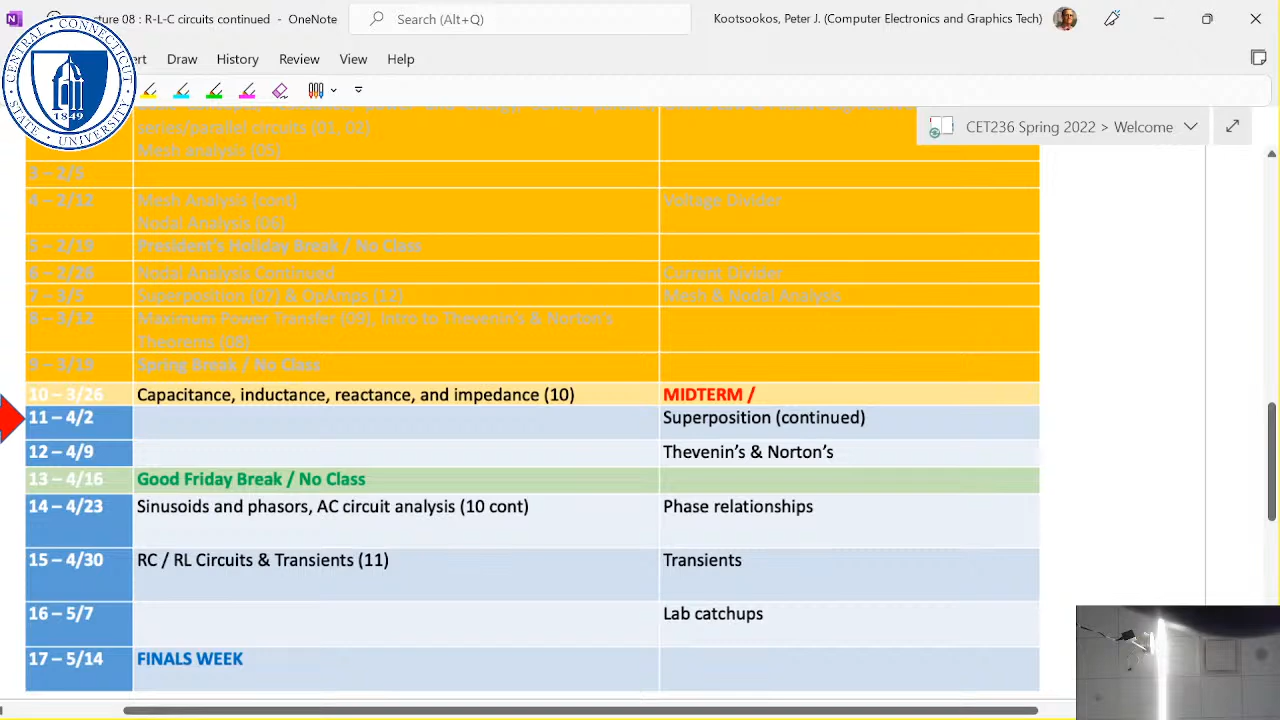 cture 08 : R-L-C circuits continued - OneNote
Search (Alt+Q)
Kootsookos, Peter J. (Computer Electronics and Graphics Tech)
CENTRAL CONNECTICUT STATE UNIVERSITY
1849
ert Draw History Review View Help
CET236 Spring 2022 > Welcome
series/parallel circuits (01, 02)
Mesh analysis (05)
3 – 2/5
4 – 2/12 Mesh Analysis (cont) Voltage Divider
Nodal Analysis (06)
5 – 2/19 President's Holiday Break / No Class
6 – 2/26 Nodal Analysis Continued Current Divider
7 – 3/5 Superposition (07) & OpAmps (12) Mesh & Nodal Analysis
8 – 3/12 Maximum Power Transfer (09), Intro to Thevenin's & Norton's
Theorems (08)
9 – 3/19 Spring Break / No Class
10 – 3/26 Capacitance, inductance, reactance, and impedance (10) MIDTERM /
11 – 4/2 Superposition (continued)
12 – 4/9 Thevenin's & Norton's
13 – 4/16 Good Friday Break / No Class
14 – 4/23 Sinusoids and phasors, AC circuit analysis (10 cont) Phase relationships
15 – 4/30 RC / RL Circuits & Transients (11) Transients
16 – 5/7 Lab catchups
17 – 5/14 FINALS WEEK